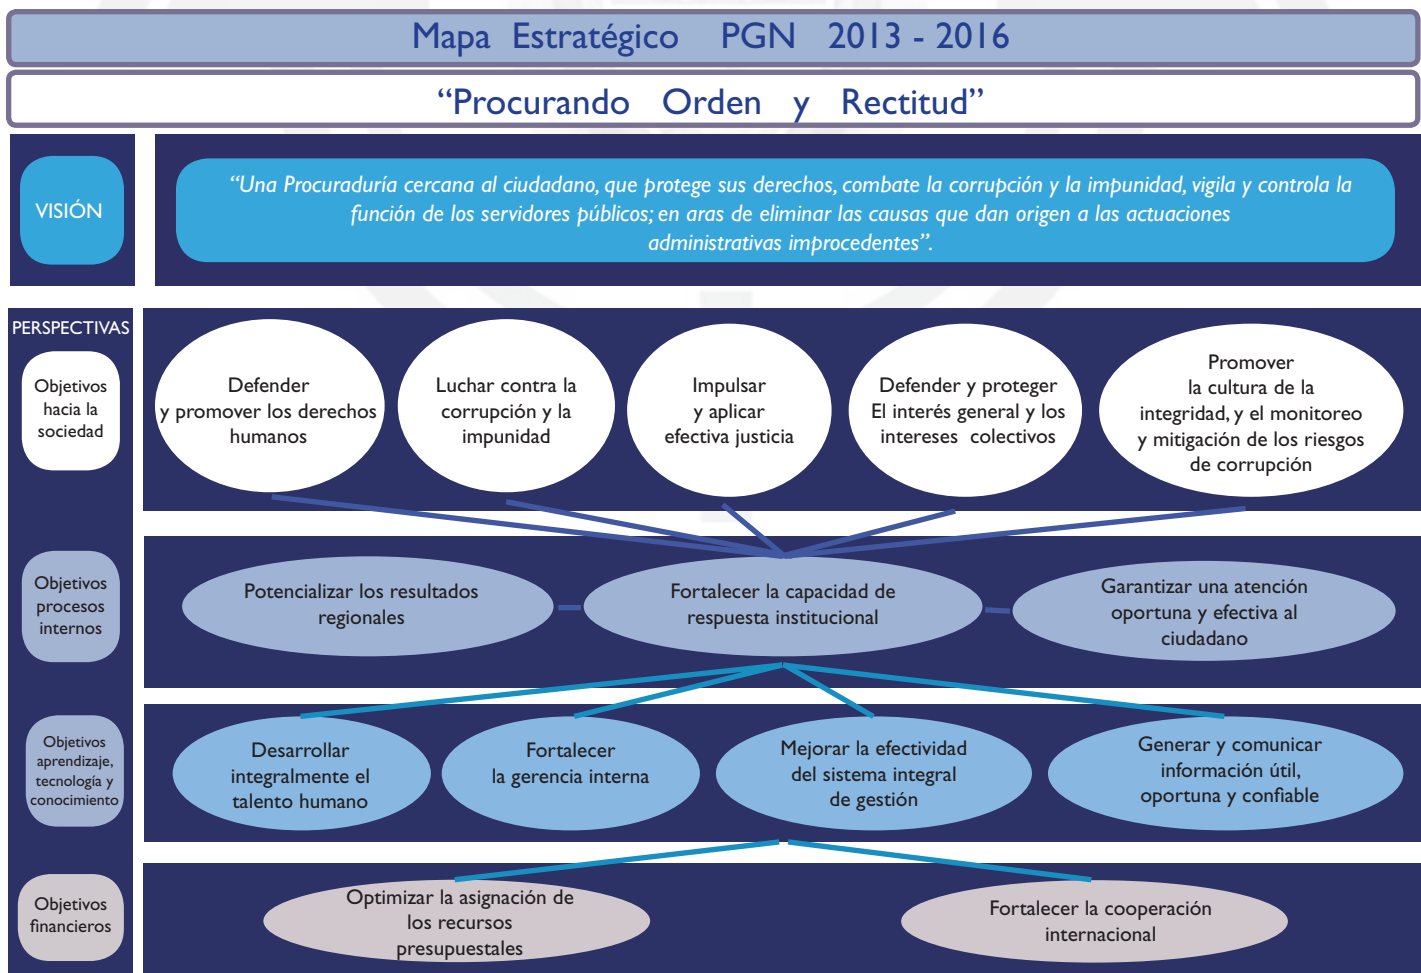 Mapa Estratégico PGN 2013 - 2016
“Procurando Orden y Rectitud”
VISIÓN
“Una Procuraduría cercana al ciudadano, que protege sus derechos, combate la corrupción y la impunidad, vigila y controla la
función de los servidores públicos; en aras de eliminar las causas que dan origen a las actuaciones
administrativas improcedentes”.
PERSPECTIVAS
Objetivos
hacia la
sociedad
Defender
y promover los derechos
humanos
Luchar contra la
corrupción y la
impunidad
Impulsar
y aplicar
efectiva justicia
Defender y proteger
El interés general y los
intereses colectivos
Promover
la cultura de la
integridad, y el monitoreo
y mitigación de los riesgos
de corrupción
Objetivos
procesos
internos
Potencializar los resultados
regionales
Fortalecer la capacidad de
respuesta institucional
Garantizar una atención
oportuna y efectiva al
ciudadano
Objetivos
aprendizaje,
tecnología y
conocimiento
Desarrollar
integralmente el
talento humano
Fortalecer
la gerencia interna
Mejorar la efectividad
del sistema integral
de gestión
Generar y comunicar
información útil,
oportuna y confiable
Objetivos
financieros
Optimizar la asignación de
los recursos
presupuestales
Fortalecer la cooperación
internacional